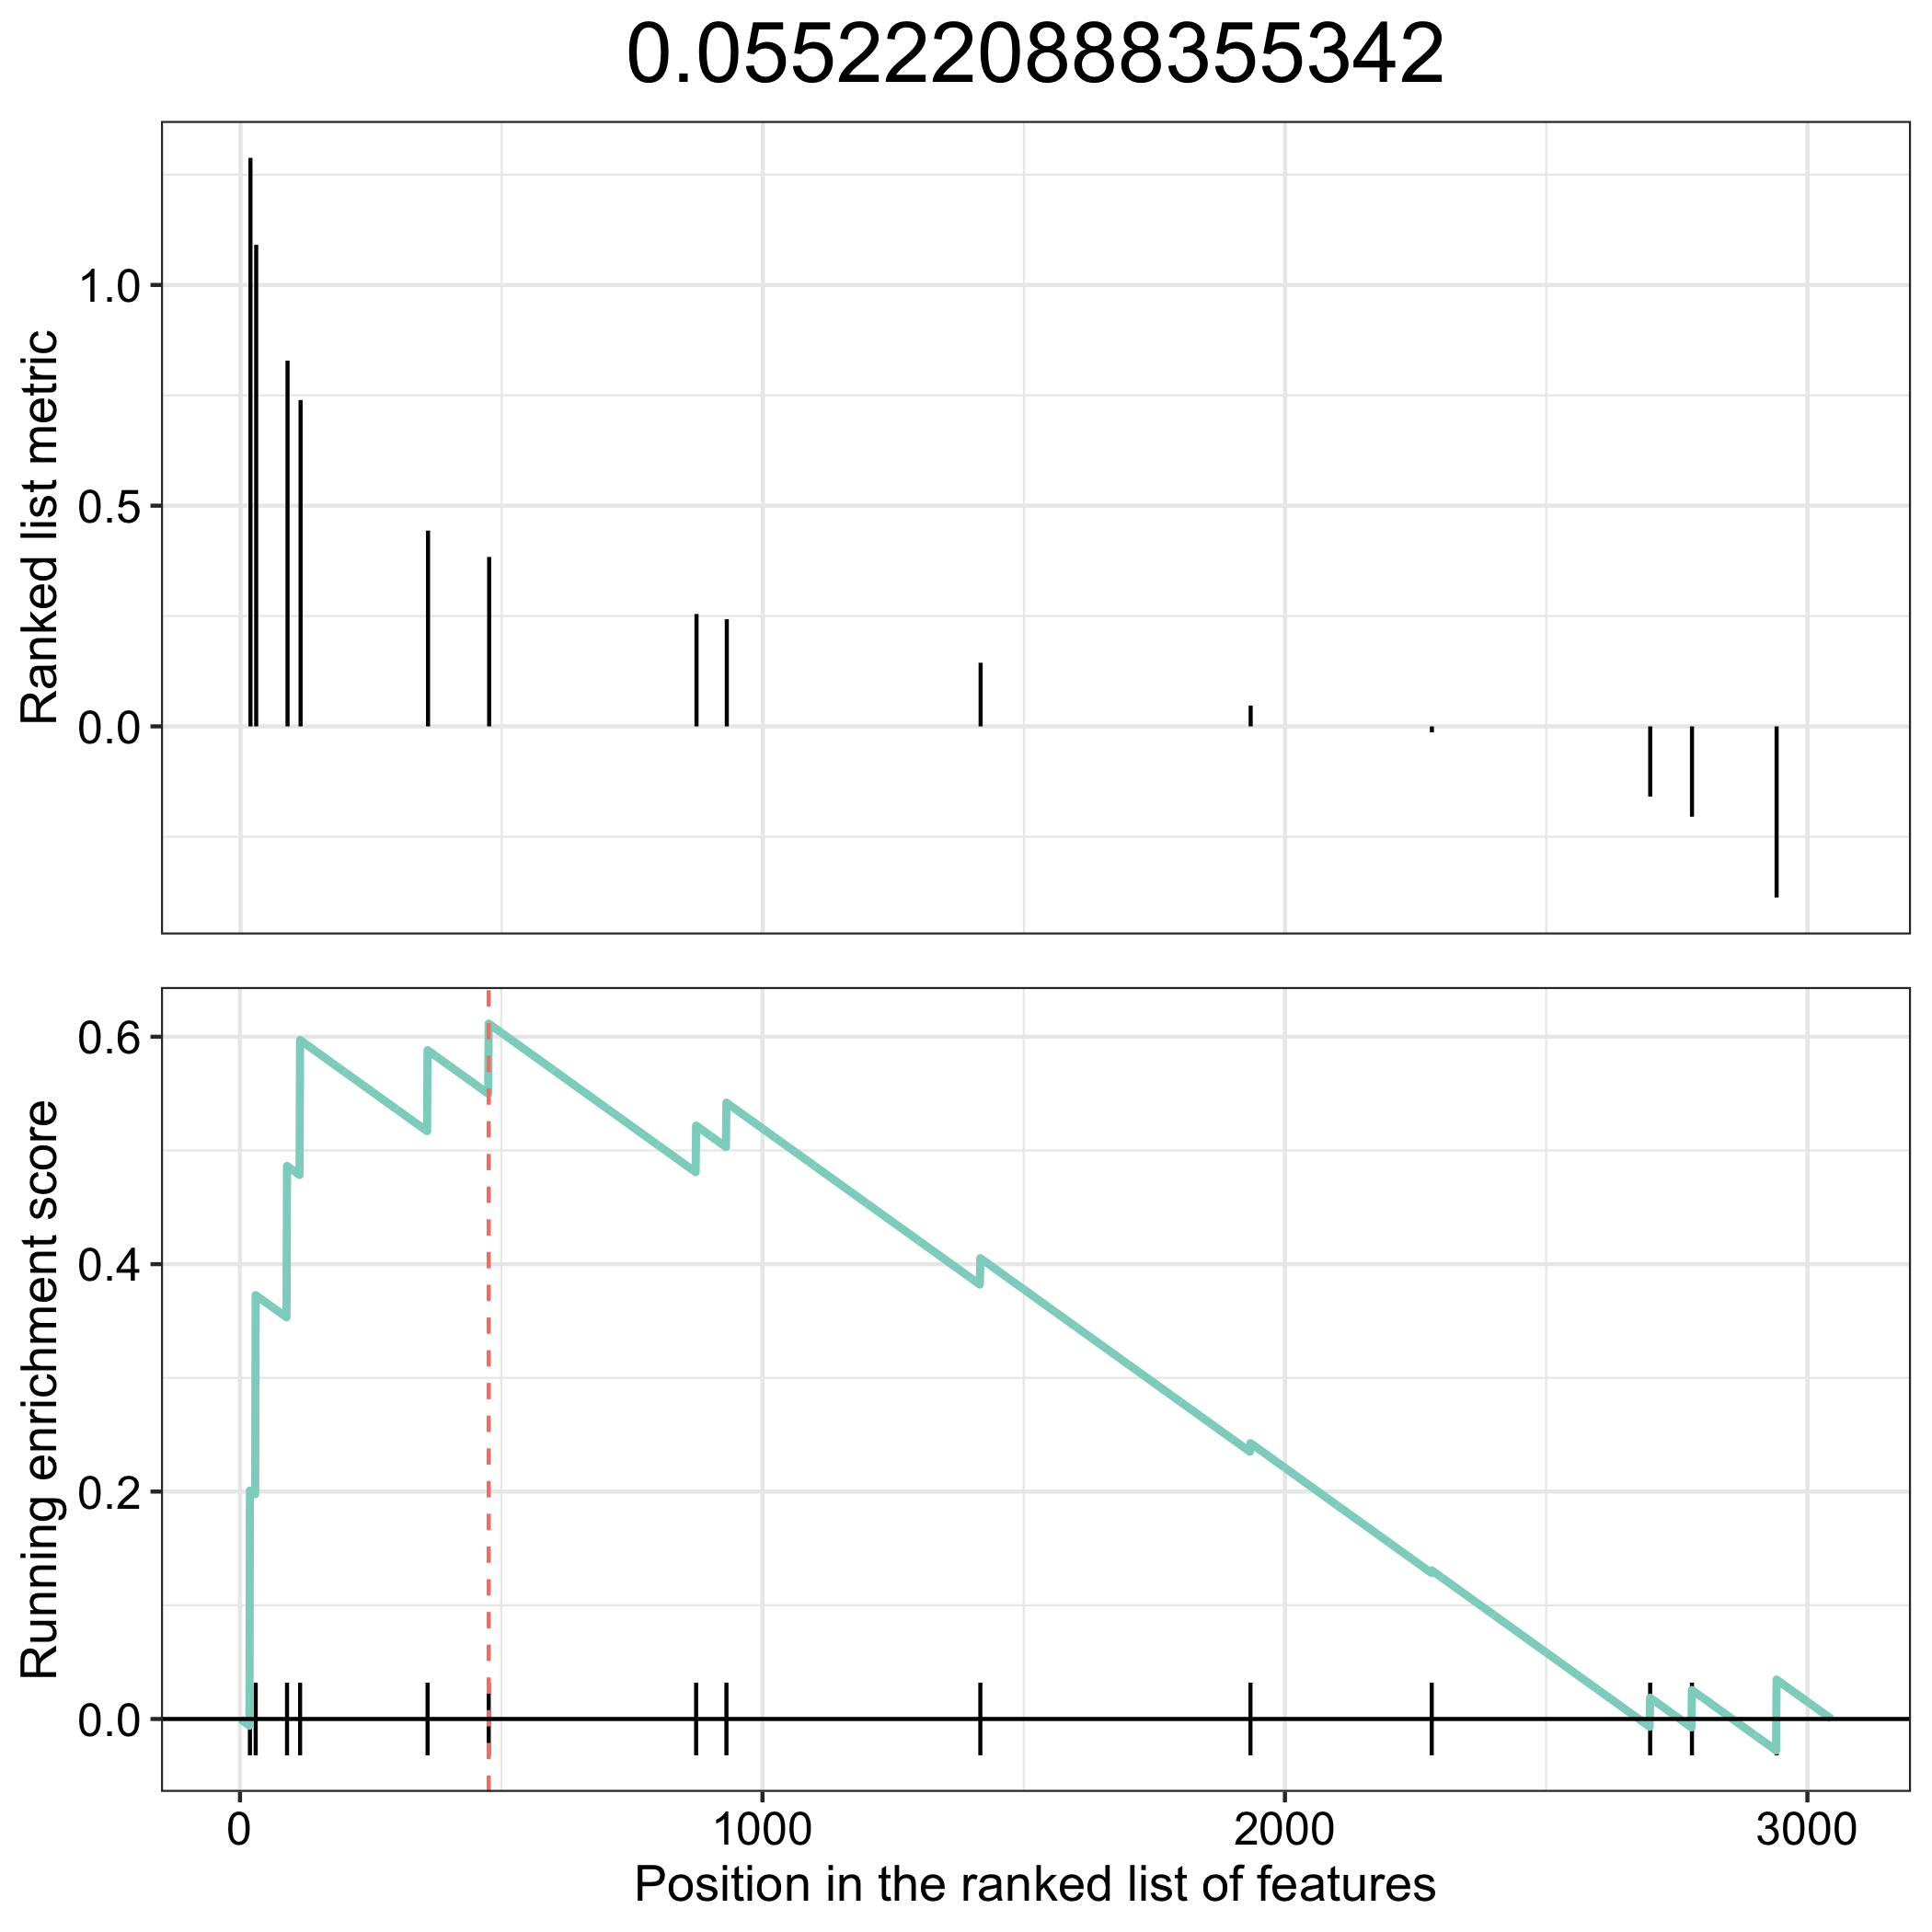 0.0552220888355342
Ranked list metric
1.0
0.5
0.0
Running enrichment score
0.6
0.4
0.2
0.0
0 1000 2000 3000
Position in the ranked list of features